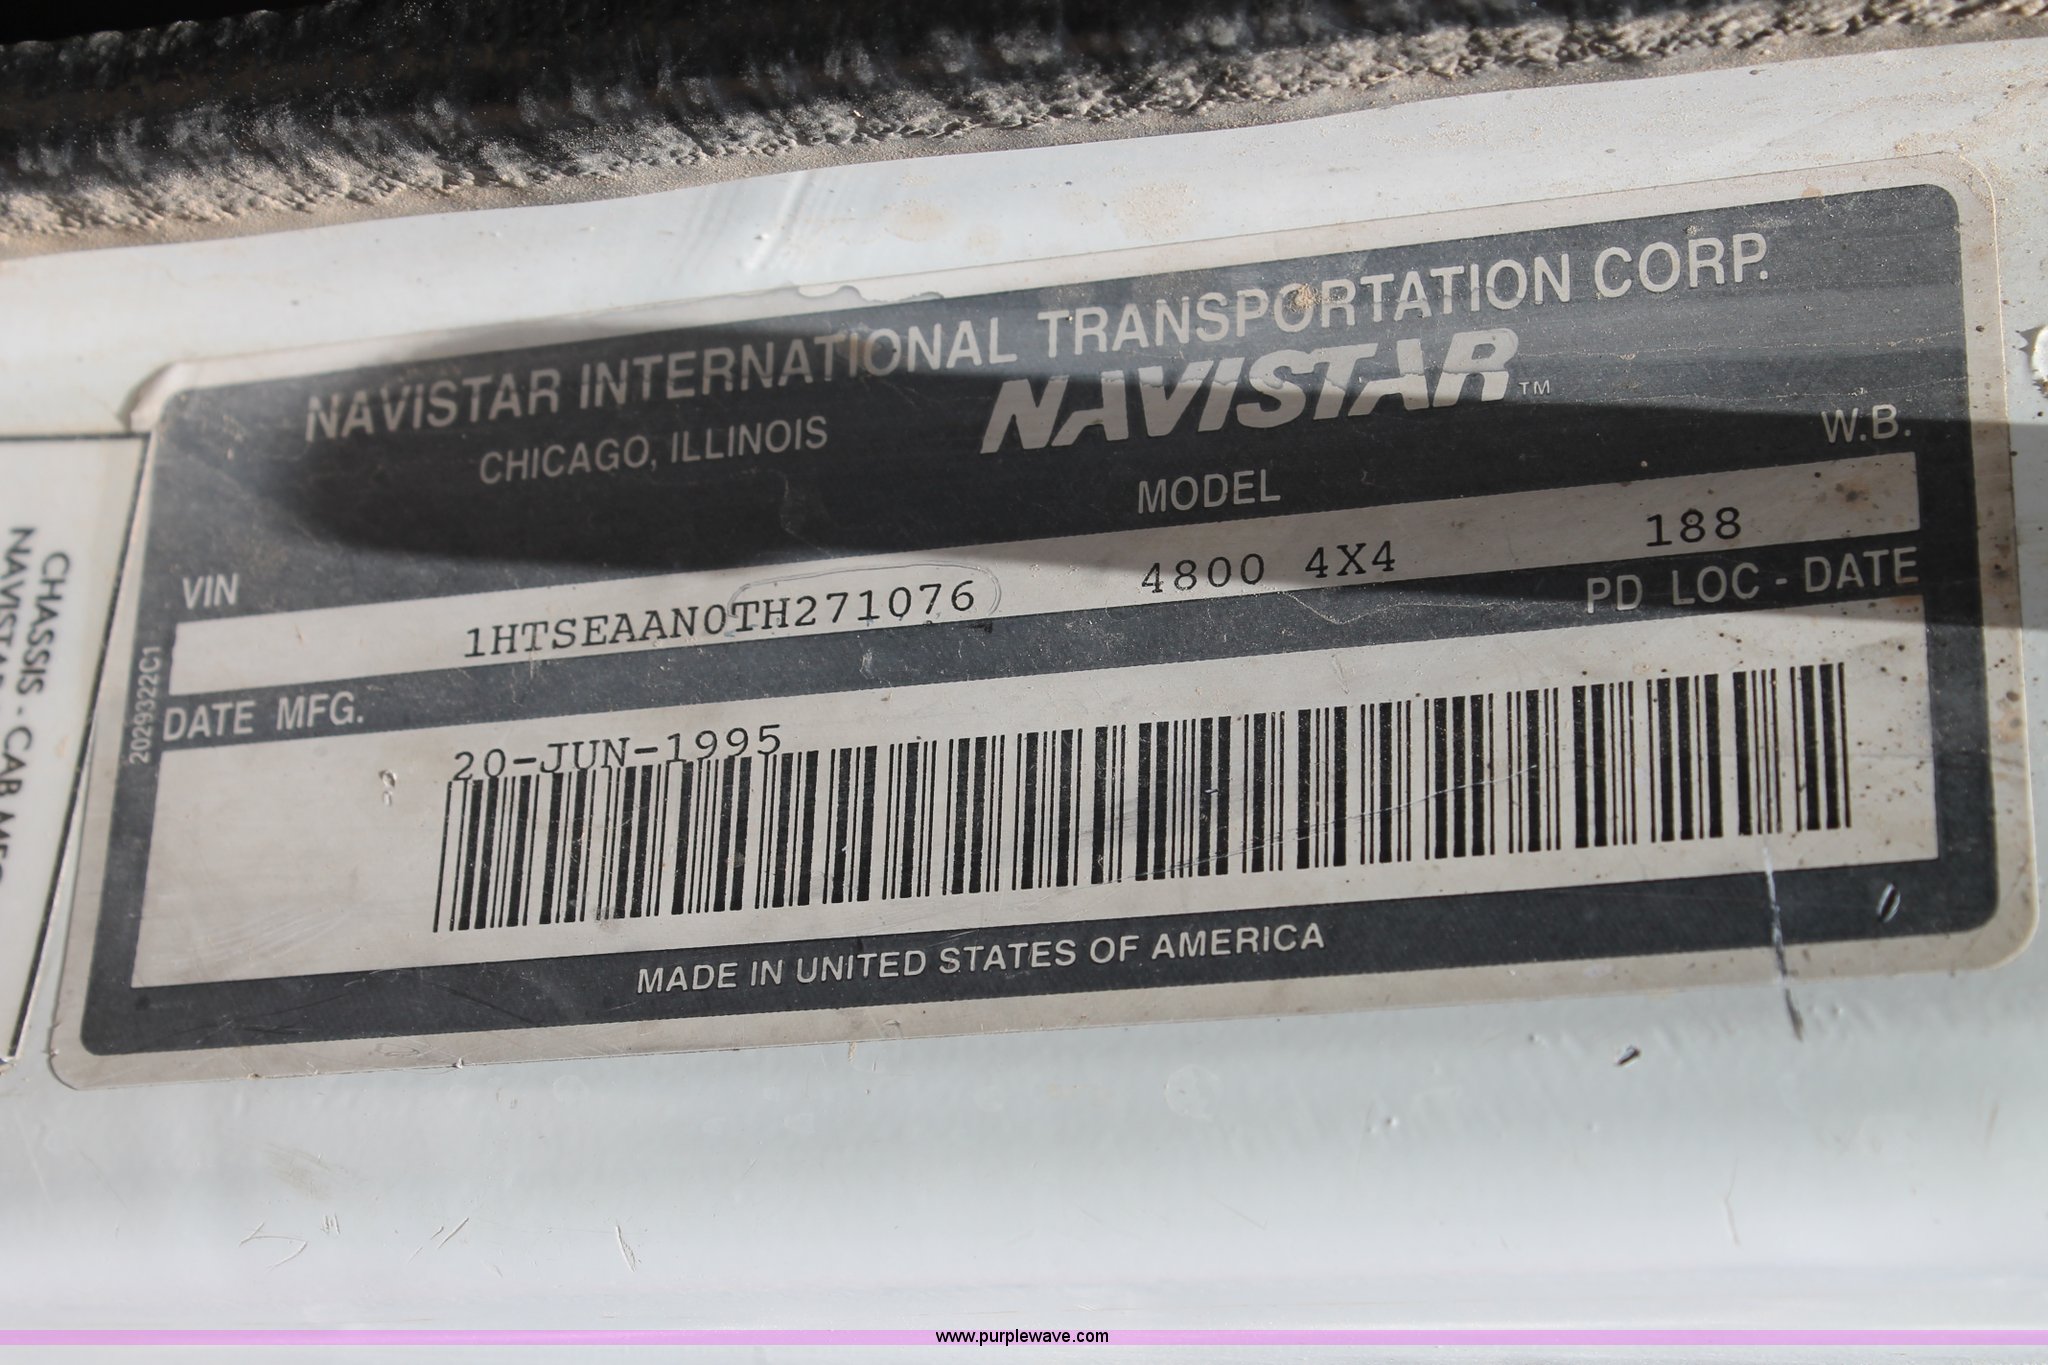 NAVISTAR INTERNATIONAL TRANSPORTATION CORP.
CHICAGO, ILLINOIS
NAVISTAR™
VIN
MODEL
W.B.
1HTSEAAN0TH271076
4800 4X4
188
DATE MFG.
PD LOC - DATE
20-JUN-1995
MADE IN UNITED STATES OF AMERICA
2029322C1
CHASSIS - CAB
www.purplewave.com